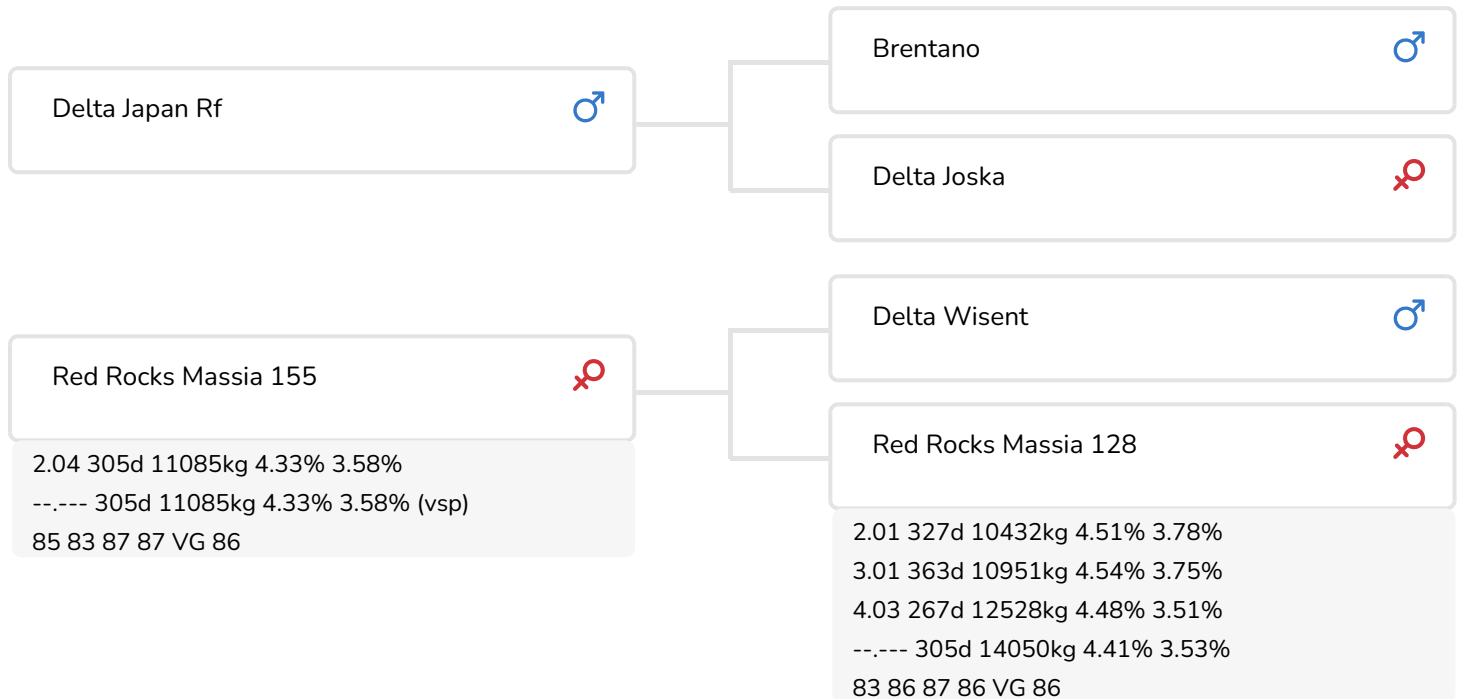 Delta Japan Rf
Brentano
Delta Joska
Red Rocks Massia 155
2.04 305d 11085kg 4.33% 3.58%
--.--- 305d 11085kg 4.33% 3.58% (vsp)
85 83 87 87 VG 86
Delta Wisent
Red Rocks Massia 128
2.01 327d 10432kg 4.51% 3.78%
3.01 363d 10951kg 4.54% 3.75%
4.03 267d 12528kg 4.48% 3.51%
--.--- 305d 14050kg 4.41% 3.53%
83 86 87 86 VG 86